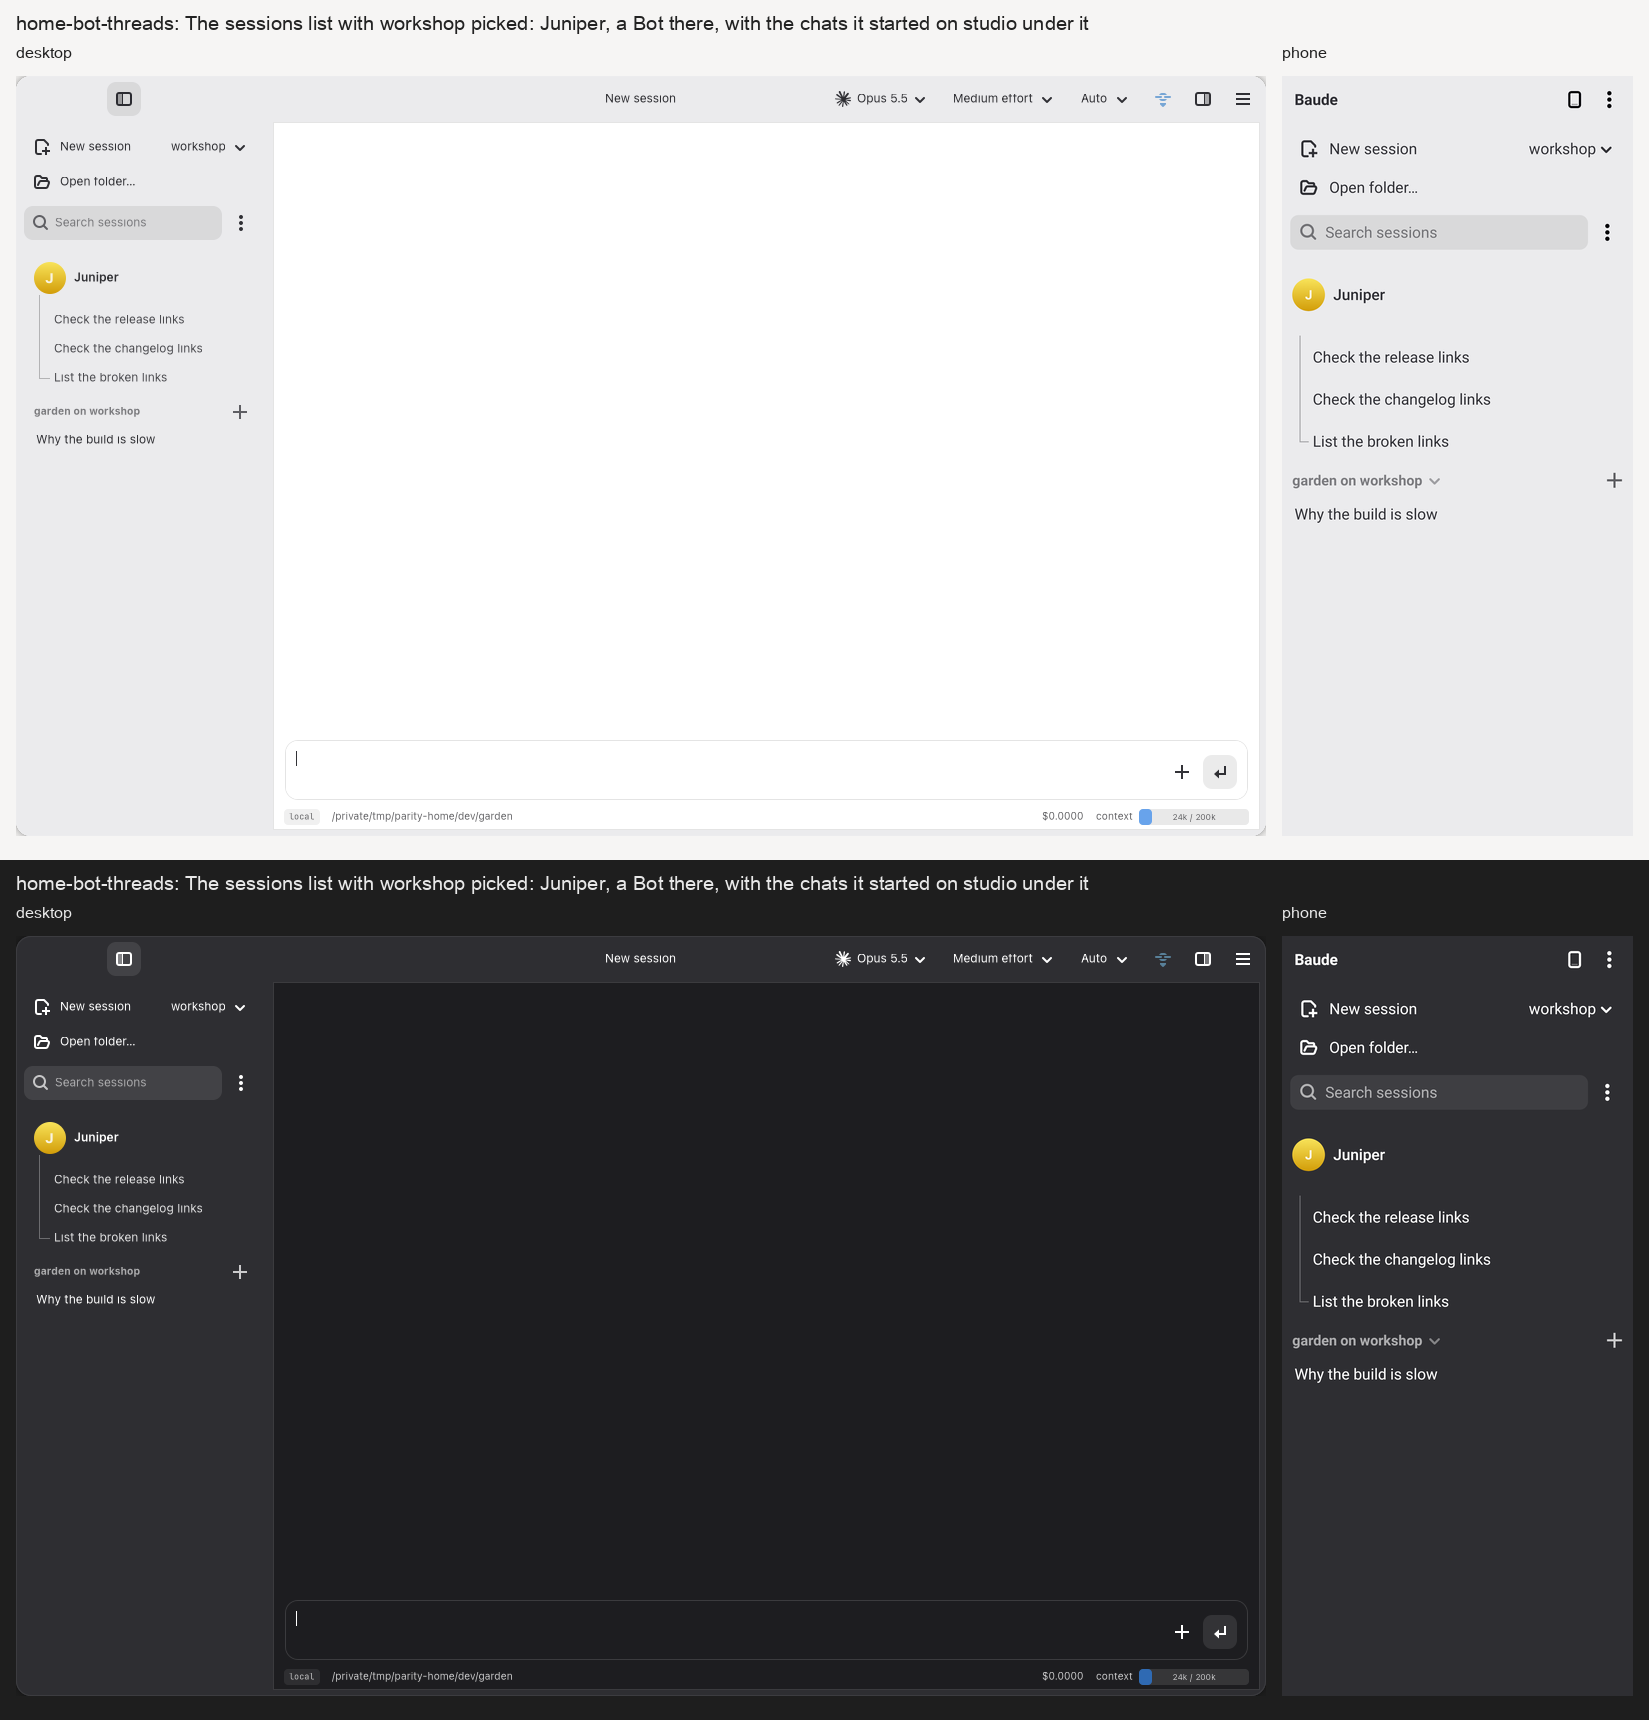 home-bot-threads: The sessions list with workshop picked: Juniper, a Bot there, with the chats it started on studio under it
desktop
New session
Opus 5.5
Medium effort
Auto
New session
workshop
Open folder...
Search sessions
J
Juniper
Check the release links
Check the changelog links
List the broken links
garden on workshop
Why the build is slow
local
/private/tmp/parity-home/dev/garden
$0.0000
context
24k / 200k
phone
Baude
New session
workshop
Open folder...
Search sessions
J
Juniper
Check the release links
Check the changelog links
List the broken links
garden on workshop
Why the build is slow
home-bot-threads: The sessions list with workshop picked: Juniper, a Bot there, with the chats it started on studio under it
desktop
New session
Opus 5.5
Medium effort
Auto
New session
workshop
Open folder...
Search sessions
J
Juniper
Check the release links
Check the changelog links
List the broken links
garden on workshop
Why the build is slow
local
/private/tmp/parity-home/dev/garden
$0.0000
context
24k / 200k
phone
Baude
New session
workshop
Open folder...
Search sessions
J
Juniper
Check the release links
Check the changelog links
List the broken links
garden on workshop
Why the build is slow